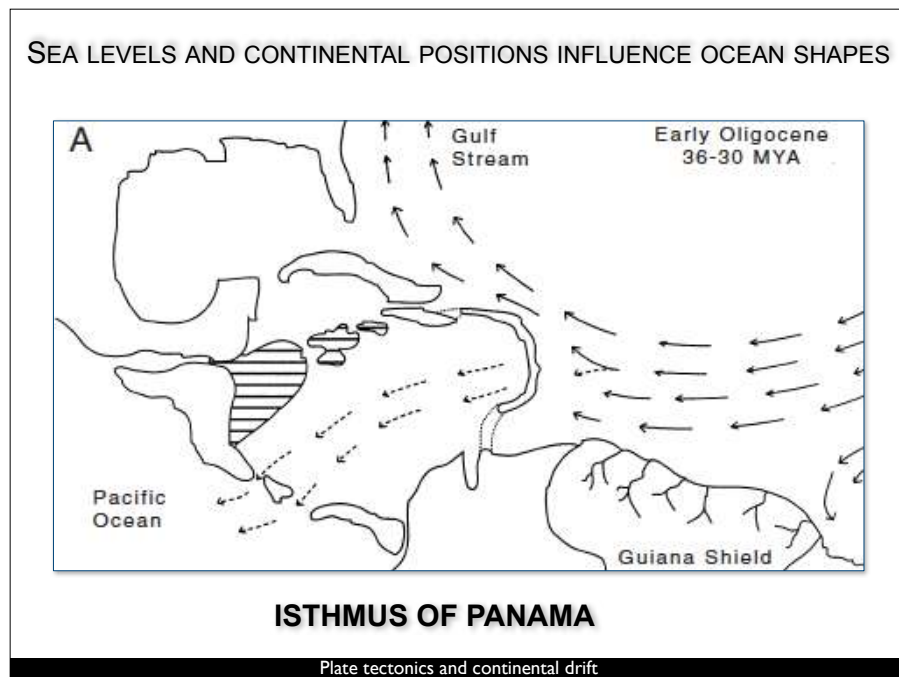 SEA LEVELS AND CONTINENTAL POSITIONS INFLUENCE OCEAN SHAPES
A
Gulf
Stream
Early Oligocene
36-30 MYA
Pacific
Ocean
Guiana Shield
ISTHMUS OF PANAMA
Plate tectonics and continental drift